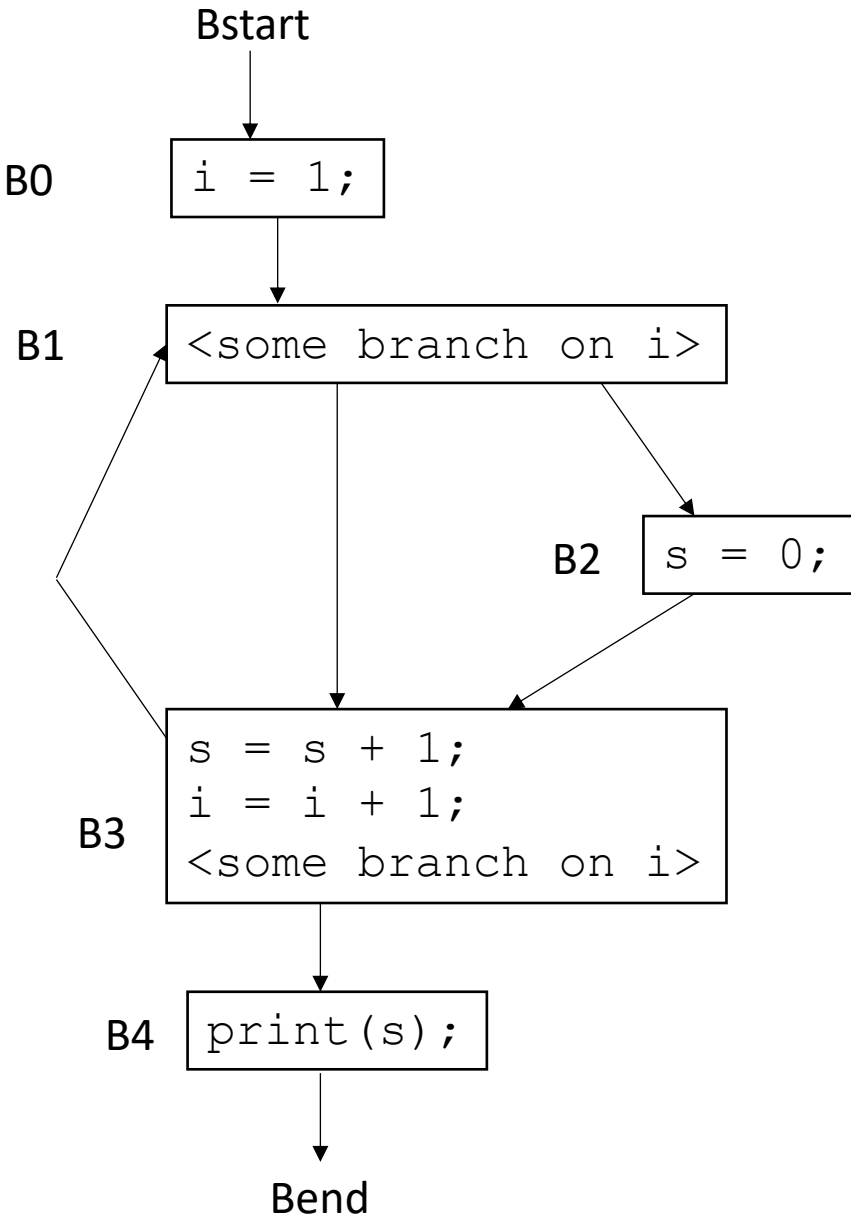 Bstart
B0
i = 1;
B1
<some branch on i>
B2
s = 0;
s = s + 1;
i = i + 1;
B3
<some branch on i>
B4
print(s);
Bend